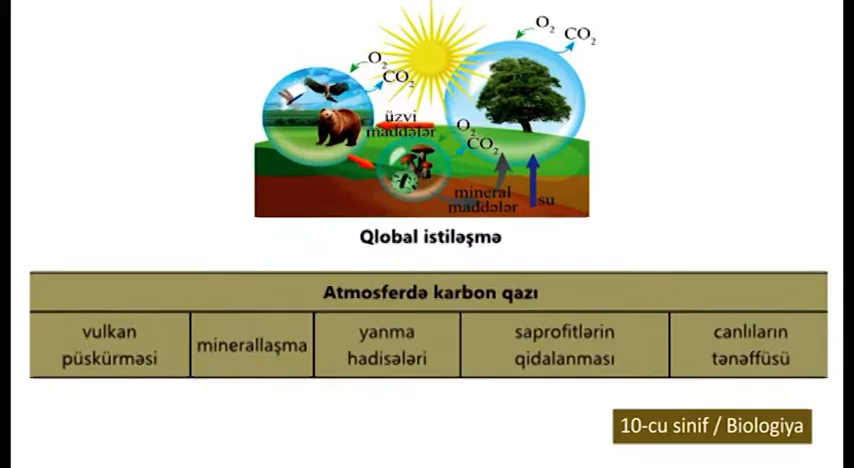 O2
CO2
O2
CO2
üzvi
maddələr
O2
CO2
mineral
maddələr
su
Qlobal istiləşmə
Atmosferdə karbon qazı
vulkan
püskürməsi
minerallaşma
yanma
hadisələri
saprofitlərin
qidalanması
canlıların
tənəffüsü
10-cu sinif / Biologiya